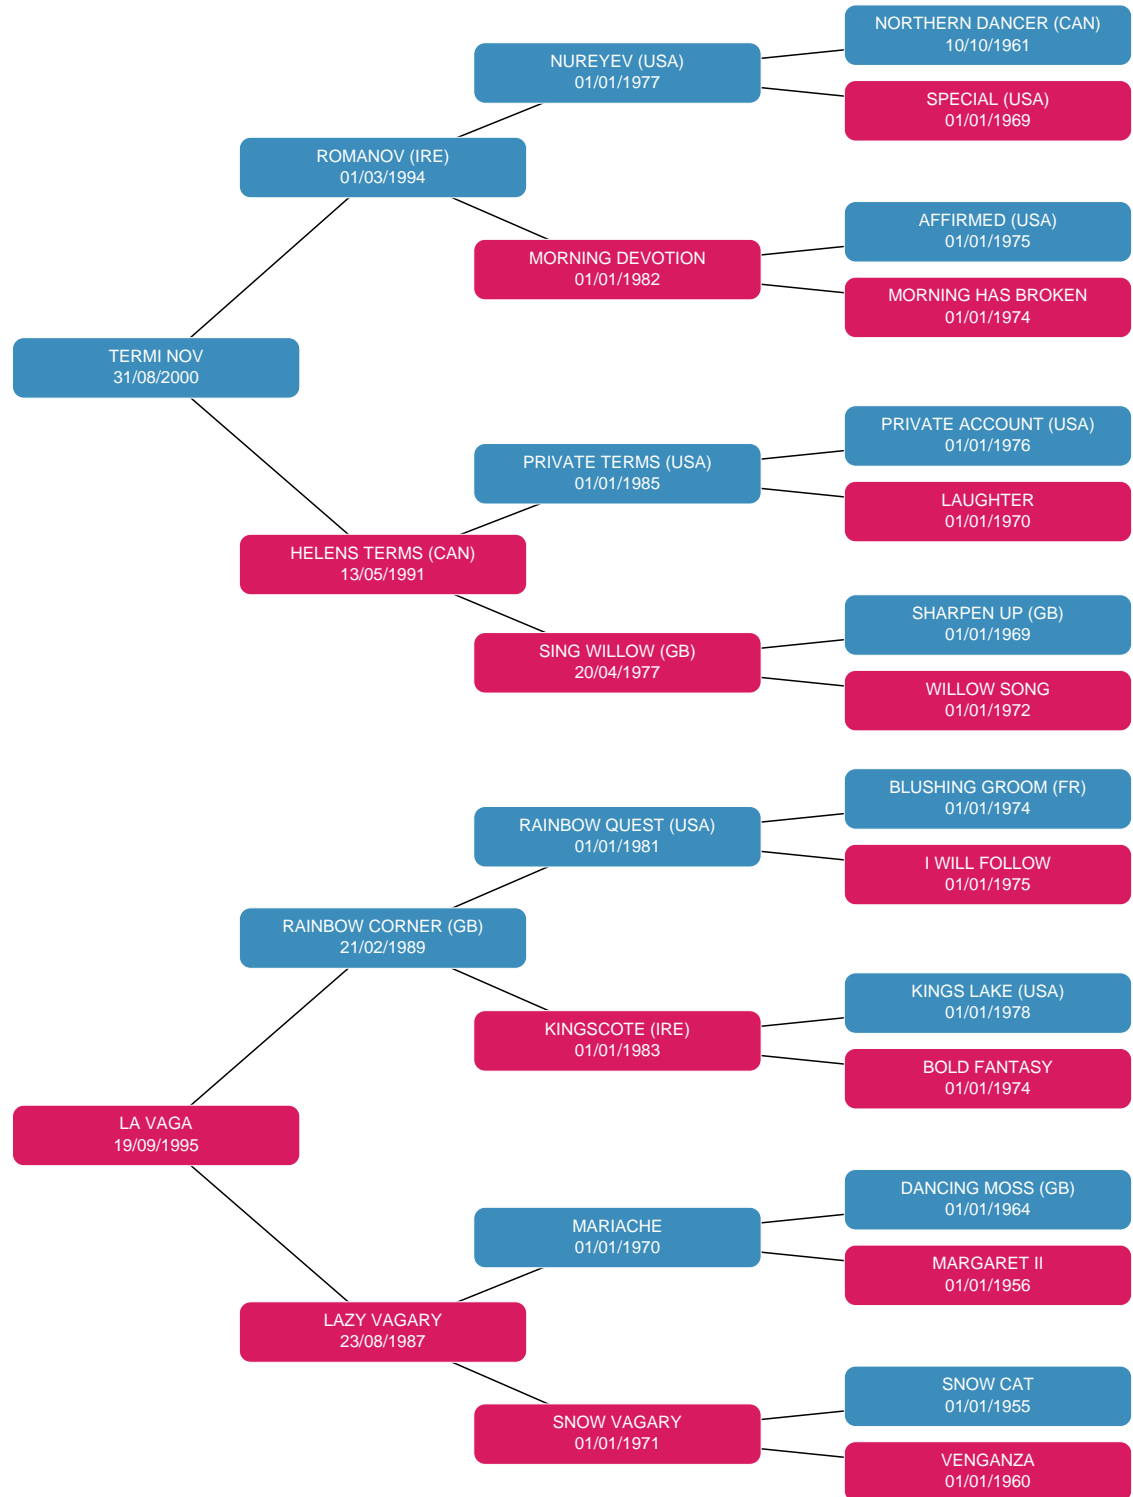 NORTHERN DANCER (CAN)
10/10/1961
NUREYEV (USA)
01/01/1977
SPECIAL (USA)
01/01/1969
ROMANOV (IRE)
01/03/1994
AFFIRMED (USA)
01/01/1975
MORNING DEVOTION
01/01/1982
MORNING HAS BROKEN
01/01/1974
TERMI NOV
31/08/2000
PRIVATE ACCOUNT (USA)
01/01/1976
PRIVATE TERMS (USA)
01/01/1985
LAUGHTER
01/01/1970
HELENS TERMS (CAN)
13/05/1991
SHARPEN UP (GB)
01/01/1969
SING WILLOW (GB)
20/04/1977
WILLOW SONG
01/01/1972
BLUSHING GROOM (FR)
01/01/1974
RAINBOW QUEST (USA)
01/01/1981
I WILL FOLLOW
01/01/1975
RAINBOW CORNER (GB)
21/02/1989
KINGS LAKE (USA)
01/01/1978
KINGSCOTE (IRE)
01/01/1983
BOLD FANTASY
01/01/1974
LA VAGA
19/09/1995
DANCING MOSS (GB)
01/01/1964
MARIACHE
01/01/1970
MARGARET II
01/01/1956
LAZY VAGARY
23/08/1987
SNOW CAT
01/01/1955
SNOW VAGARY
01/01/1971
VENGANZA
01/01/1960